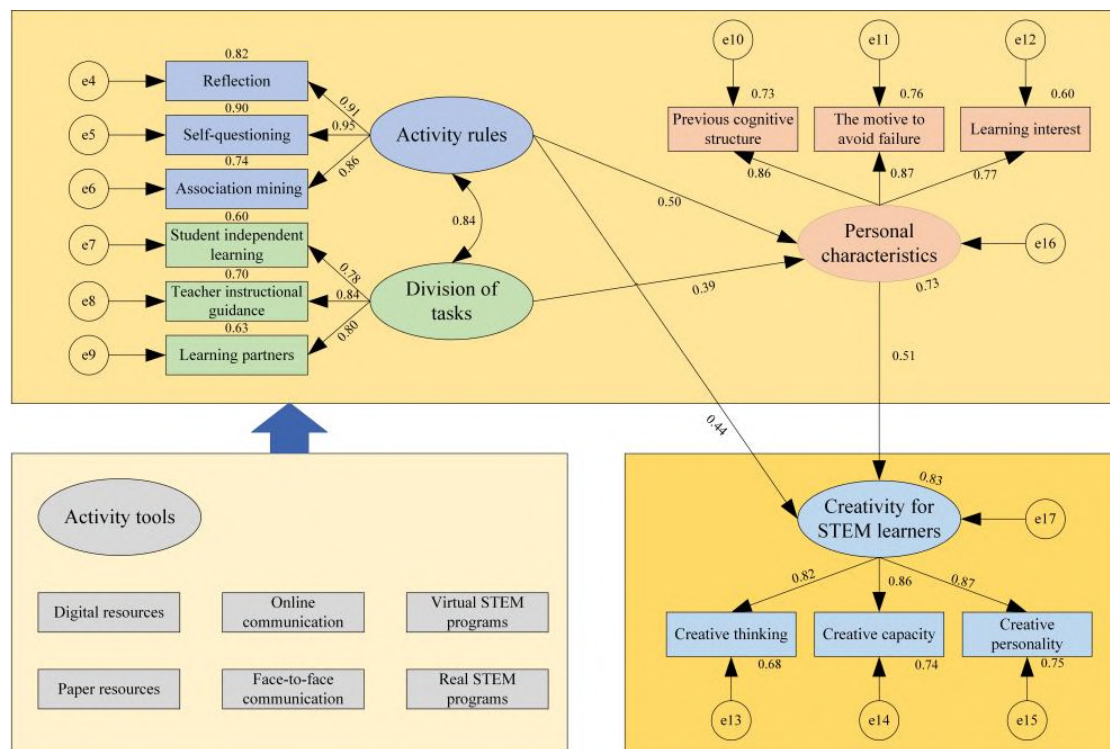 e10
e11
e12
0.82
0.73
0.76
0.60
e4
Reflection
0.91
0.90
Previous cognitive
structure
The motive to
avoid failure
Learning interest
e5
Self-questioning
0.95
Activity rules
0.74
0.86
0.86
0.87
0.77
e6
Association mining
0.60
0.84
0.50
e7
Student independent
learning
Personal
characteristics
e16
0.70
0.78
e8
Teacher instructional
guidance
0.84
Division of
tasks
0.39
0.73
0.63
0.80
e9
Learning partners
0.51
0.44
0.83
Activity tools
Creativity for
STEM learners
e17
0.82
0.86
0.87
Digital resources
Online
communication
Virtual STEM
programs
Creative thinking
Creative capacity
Creative
personality
0.68
0.74
0.75
Paper resources
Face-to-face
communication
Real STEM
programs
e13
e14
e15